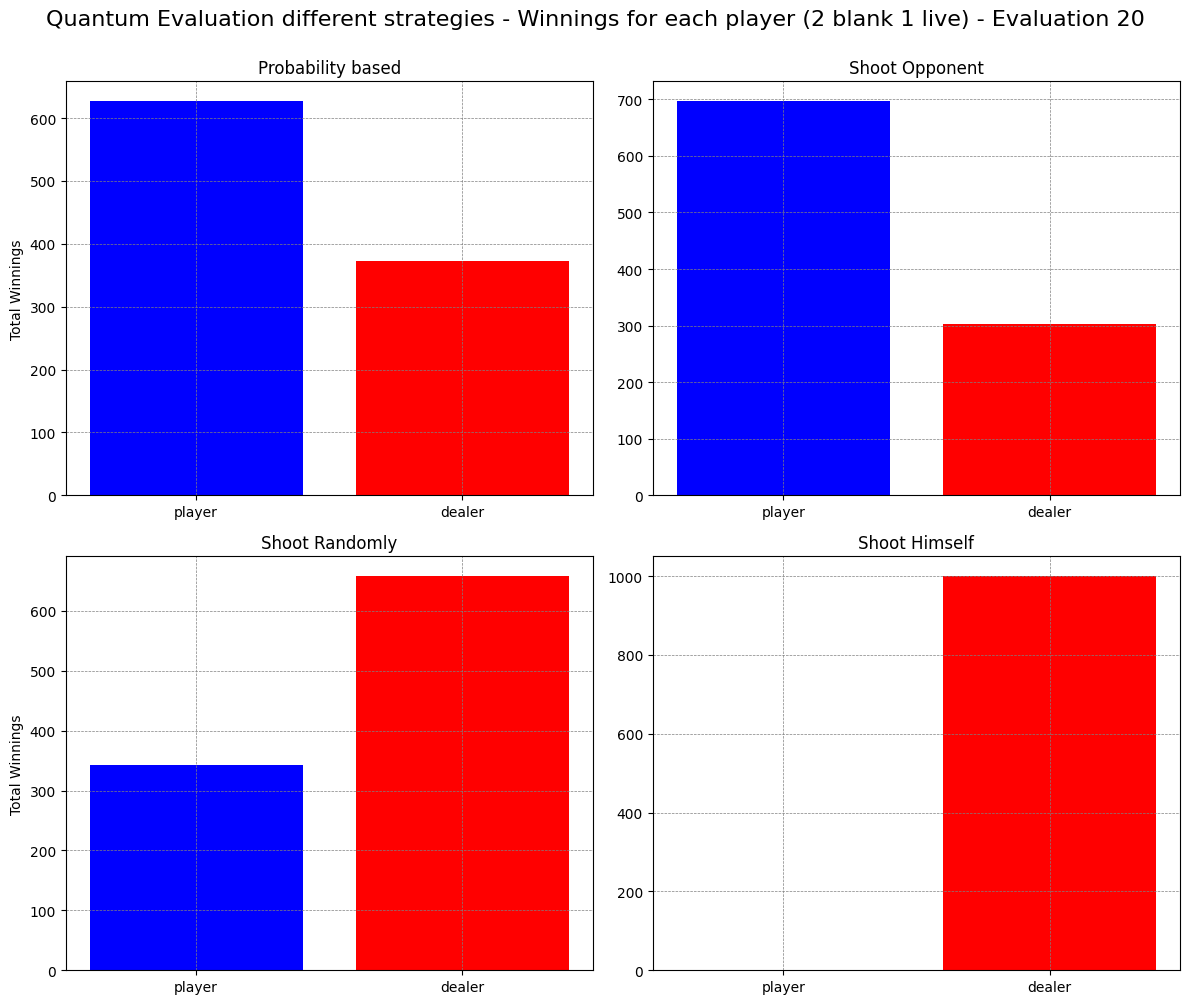 Quantum Evaluation different strategies - Winnings for each player (2 blank 1 live) - Evaluation 20
Probability based
Total Winnings
600
500
400
300
200
100
0
player
dealer
Shoot Opponent
700
600
500
400
300
200
100
0
player
dealer
Shoot Randomly
Total Winnings
600
500
400
300
200
100
0
player
dealer
Shoot Himself
1000
800
600
400
200
0
player
dealer